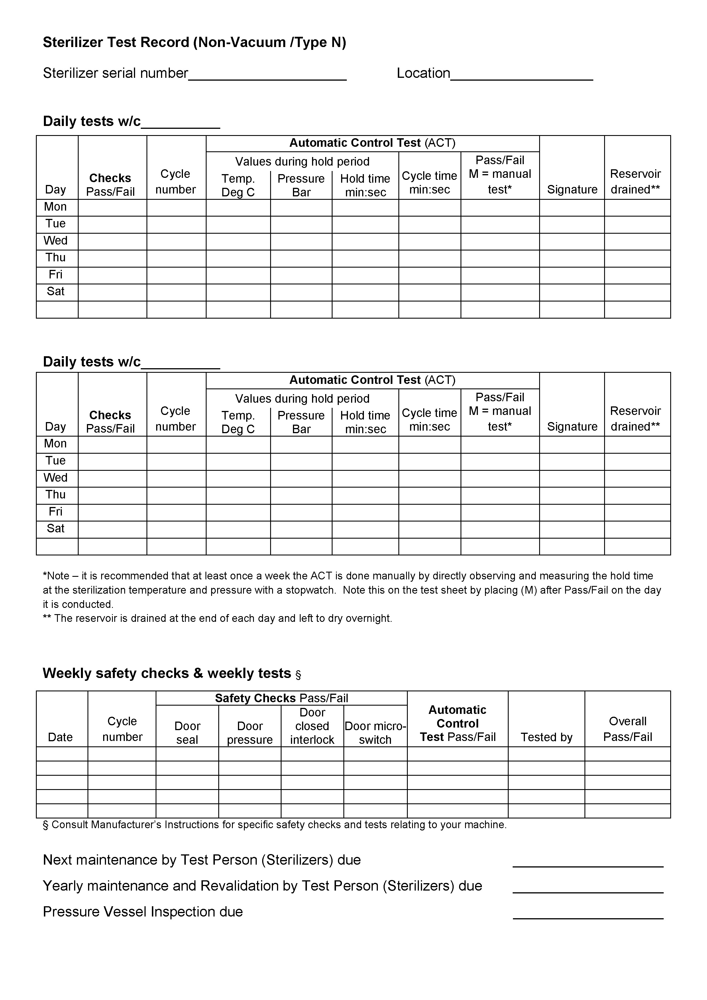 Sterilizer Test Record (Non-Vacuum /Type N)
Sterilizer serial number____________________ Location__________________
Daily tests w/c__________
Automatic Control Test (ACT)
Values during hold period
Day
Checks
Pass/Fail
Cycle
number
Temp.
Deg C
Pressure
Bar
Hold time
min:sec
Cycle time
min:sec
Pass/Fail
M = manual
test*
Signature
Reservoir
drained**
Mon
Tue
Wed
Thu
Fri
Sat
Daily tests w/c__________
Automatic Control Test (ACT)
Values during hold period
Day
Checks
Pass/Fail
Cycle
number
Temp.
Deg C
Pressure
Bar
Hold time
min:sec
Cycle time
min:sec
Pass/Fail
M = manual
test*
Signature
Reservoir
drained**
Mon
Tue
Wed
Thu
Fri
Sat
*Note – it is recommended that at least once a week the ACT is done manually by directly observing and measuring the hold time
at the sterilization temperature and pressure with a stopwatch.  Note this on the test sheet by placing (M) after Pass/Fail on the day
it is conducted.
** The reservoir is drained at the end of each day and left to dry overnight.
Weekly safety checks & weekly tests §
Safety Checks Pass/Fail
Date
Cycle
number
Door
seal
Door
pressure
Door
closed
interlock
Door micro-
switch
Automatic
Control
Test Pass/Fail
Tested by
Overall
Pass/Fail
§ Consult Manufacturer’s Instructions for specific safety checks and tests relating to your machine.
Next maintenance by Test Person (Sterilizers) due ___________________
Yearly maintenance and Revalidation by Test Person (Sterilizers) due ___________________
Pressure Vessel Inspection due ___________________